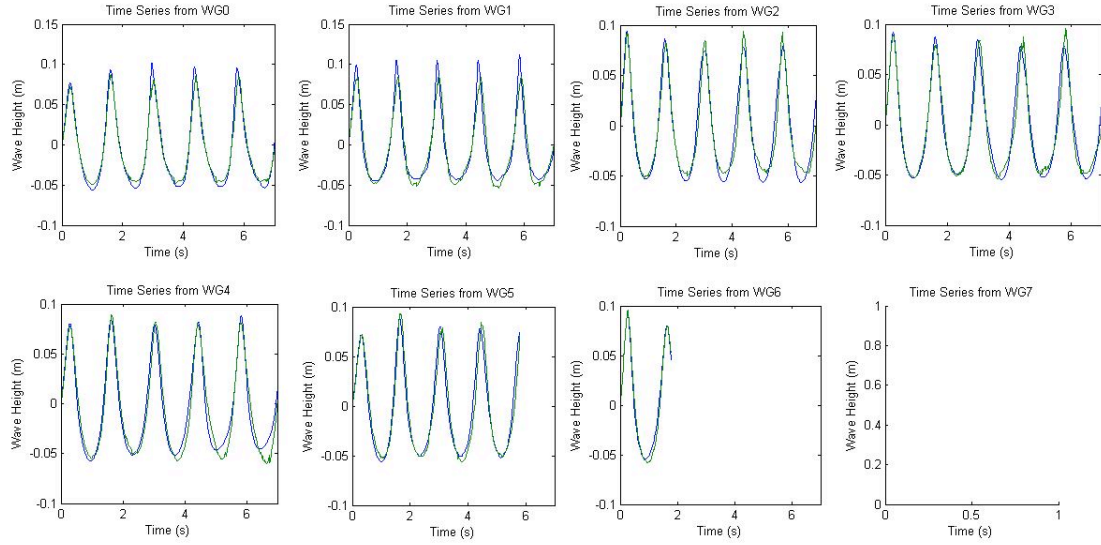 Time Series from WG0
0.15
0.1
0.05
0
-0.05
-0.1
Wave Height (m)
0 2 4 6
Time (s)
Time Series from WG1
0.15
0.1
0.05
0
-0.05
-0.1
Wave Height (m)
0 2 4 6
Time (s)
Time Series from WG2
0.1
0.05
0
-0.05
-0.1
Wave Height (m)
0 2 4 6
Time (s)
Time Series from WG3
0.1
0.05
0
-0.05
-0.1
Wave Height (m)
0 2 4 6
Time (s)
Time Series from WG4
0.1
0.05
0
-0.05
-0.1
Wave Height (m)
0 2 4 6
Time (s)
Time Series from WG5
0.1
0.05
0
-0.05
-0.1
Wave Height (m)
0 2 4 6
Time (s)
Time Series from WG6
0.1
0.05
0
-0.05
-0.1
Wave Height (m)
0 2 4 6
Time (s)
Time Series from WG7
1
0.8
0.6
0.4
0.2
0
Wave Height (m)
0 0.5 1
Time (s)